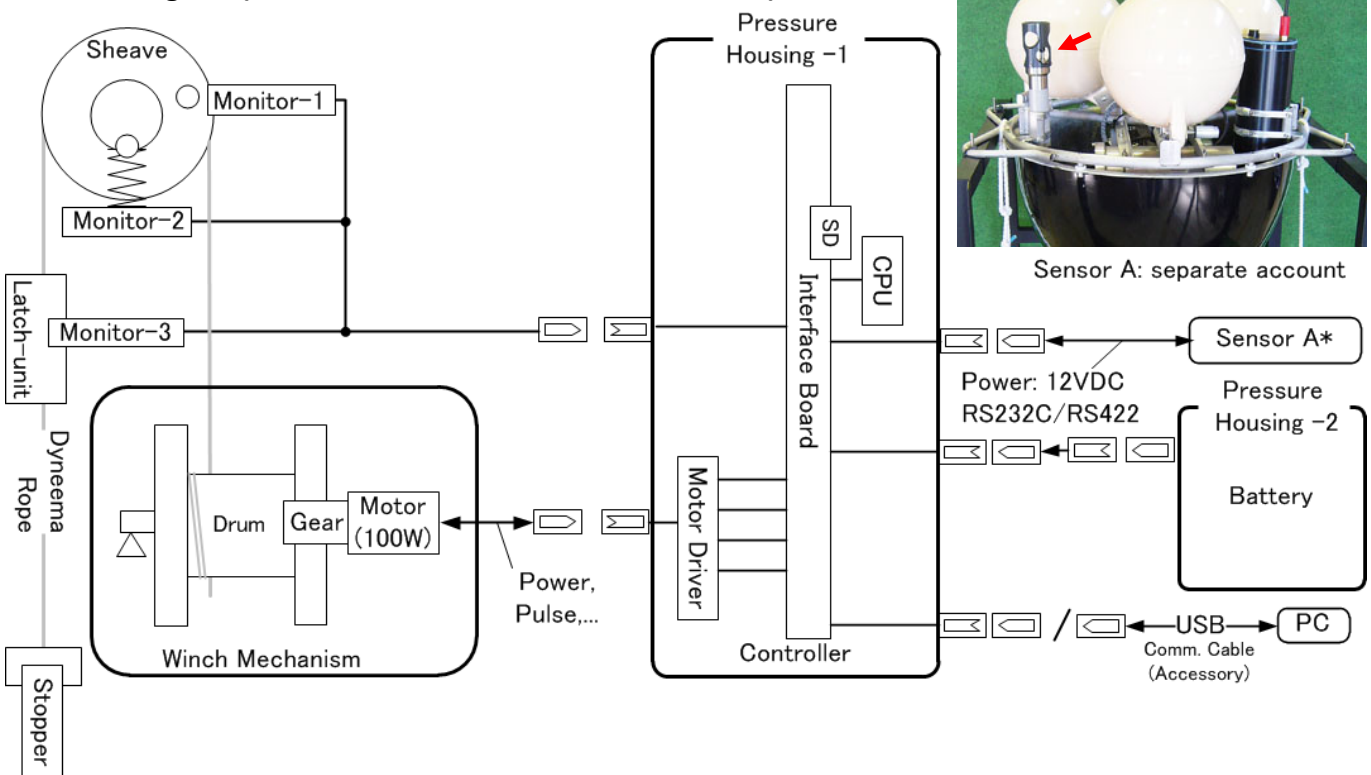 Sheave
Monitor-1
Monitor-2
Latch-unit
Monitor-3
Dyneema
Rope
Stopper
Drum
Gear
Motor
(100W)
Winch Mechanism
Power,
Pulse,...
Pressure
Housing -1
SD
CPU
Interface Board
Motor Driver
Controller
Sensor A: separate account
Sensor A*
Power: 12VDC
RS232C/RS422
Pressure
Housing -2
Battery
/
USB
Comm. Cable
(Accessory)
PC